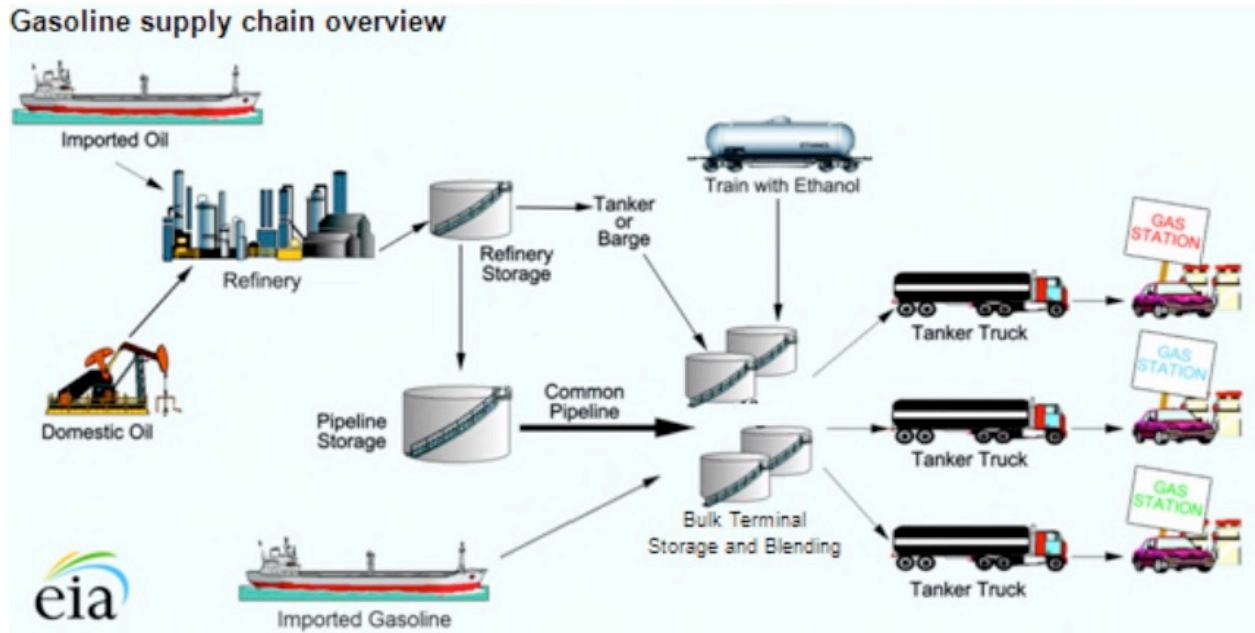 Gasoline supply chain overview
Imported Oil
Refinery
Domestic Oil
Refinery
Storage
Tanker
or
Barge
ETHANOL
Train with Ethanol
Pipeline
Storage
Common
Pipeline
Imported Gasoline
Bulk Terminal
Storage and Blending
Tanker Truck
GAS
STATION
Tanker Truck
GAS
STATION
Tanker Truck
GAS
STATION
eia